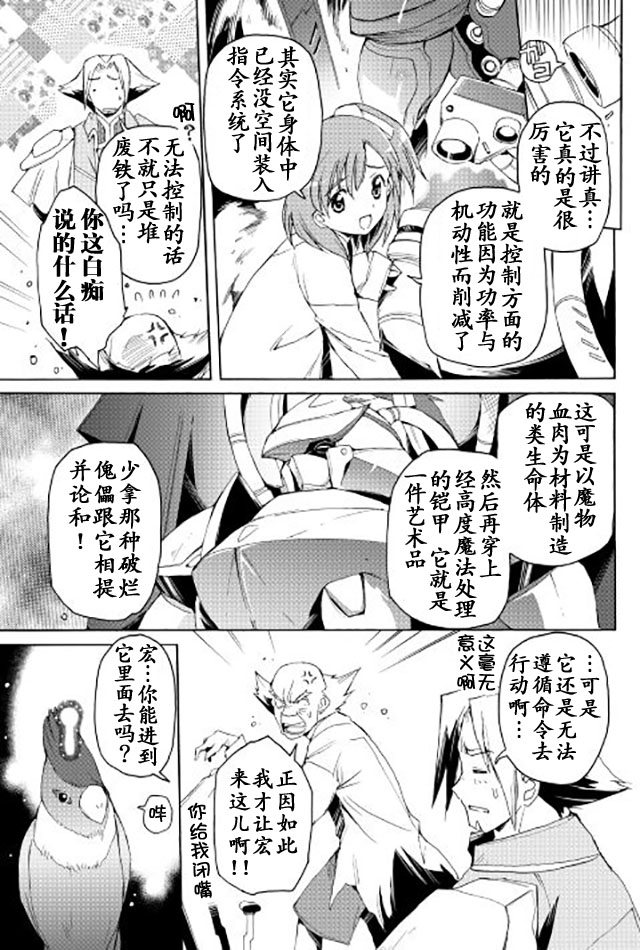 不过讲真…
它真的是很
厉害的
就是控制方面的
功能因为功率与
机动性而削减了
其实它身体中
已经没空间装入
指令系统了
啊?
无法控制的话
不就只是堆
废铁了吗…
你这白痴
说的什么话！
这可是以魔物
血肉为材料制造
的类生命体
然后再穿上
经高度魔法处理
的铠甲 它就是
一件艺术品
少拿那种破烂
傀儡跟它相提
并论和！
…可是
它还是无法
遵循命令去
行动啊…
这毫无
意义啊
正因如此
我才让宏
来这儿啊!!
你给我闭嘴
宏…你能进到
它里面去吗？
哔